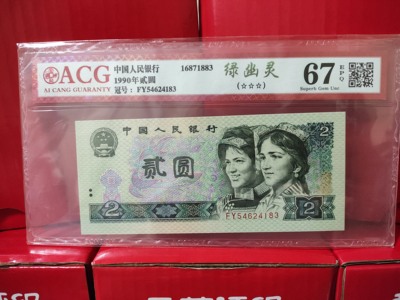 ACG
AI CANG GUARANTY
中国人民银行
1990年贰圆
冠号: FY54624183
16871883
绿幽灵
(☆☆☆)
67 EPQ
Superb Gem Unc
中国人民银行
贰圆
2
2
2
FY54624183